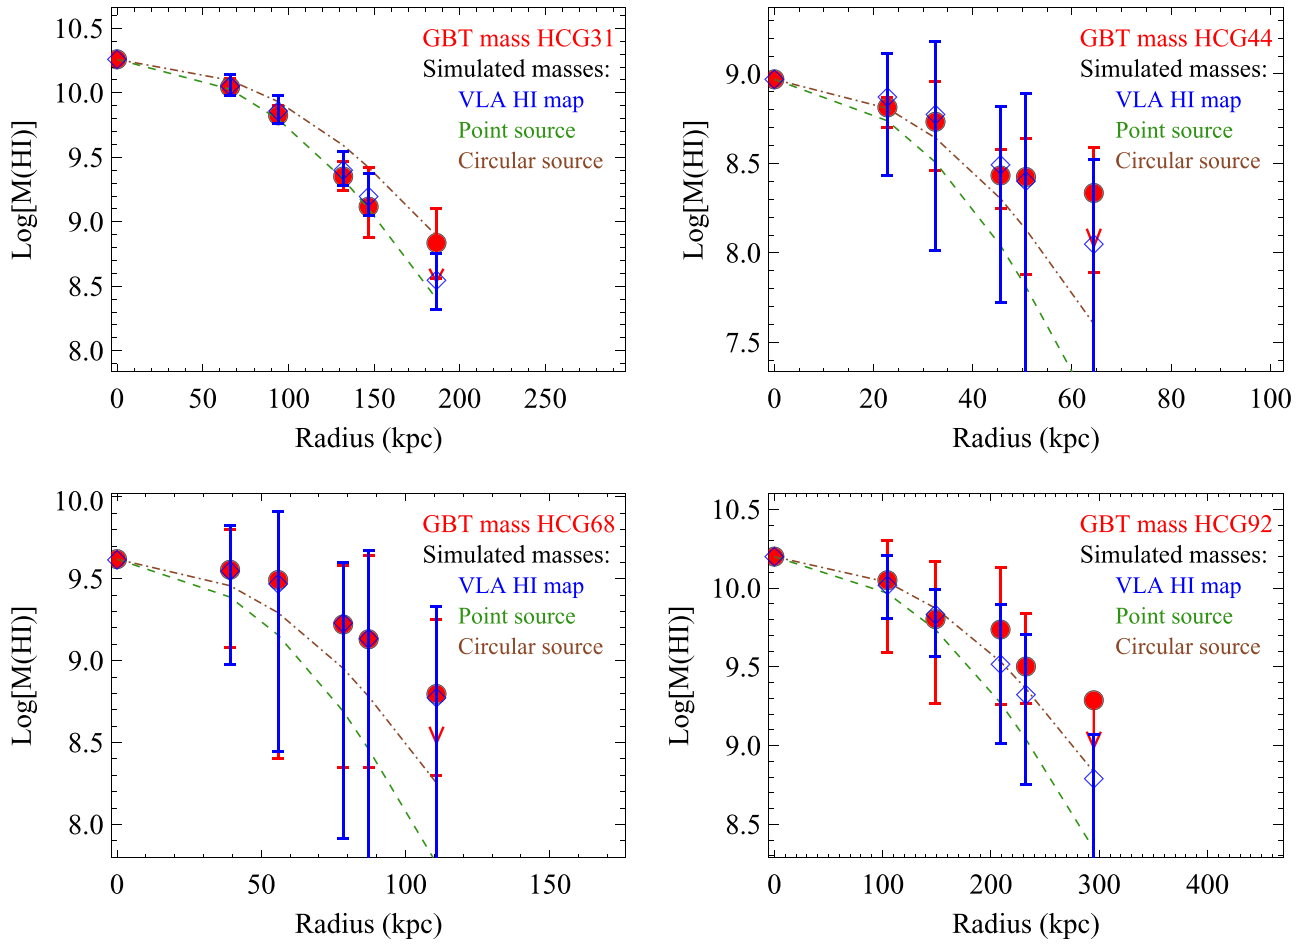 10.5
10.0
9.5
9.0
8.5
8.0
Log[M(HI)]
GBT mass HCG31
Simulated masses:
VLA HI map
Point source
Circular source
0
50
100
150
200
250
Radius (kpc)
9.0
8.5
8.0
7.5
Log[M(HI)]
GBT mass HCG44
Simulated masses:
VLA HI map
Point source
Circular source
0
20
40
60
80
100
Radius (kpc)
10.0
9.5
9.0
8.5
8.0
Log[M(HI)]
GBT mass HCG68
Simulated masses:
VLA HI map
Point source
Circular source
0
50
100
150
Radius (kpc)
10.5
10.0
9.5
9.0
8.5
Log[M(HI)]
GBT mass HCG92
Simulated masses:
VLA HI map
Point source
Circular source
0
100
200
300
400
Radius (kpc)